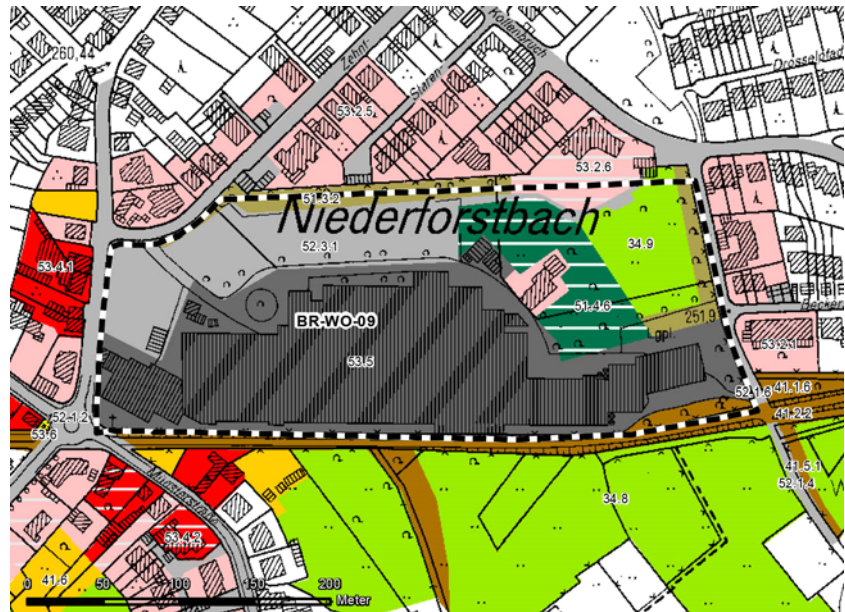 260,44
Zehnt-
Staren-
Kollenbruch
Am
Drosselpfad
53.2.5
53.2.6
51.3.2
Niederforstbach
52.3.1
34.9
53.4.1
51.4.6
BR-WO-09
251,9
gpl.
53.5
53.2.1
52.1.6
41.1.6
41.2.2
52.1.2
53.6
41.5.1
52.1.4
34.8
53.4.2
41.6
0 50 100 200
Meter